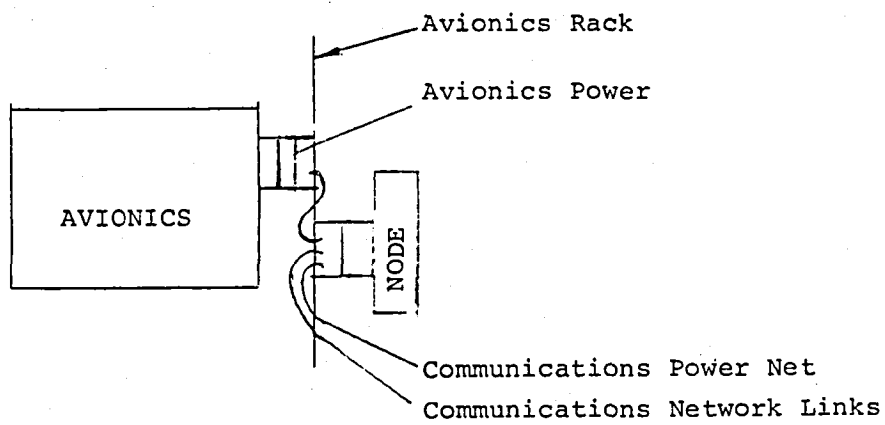 Avionics Rack
Avionics Power
AVIONICS
NODE
Communications Power Net
Communications Network Links